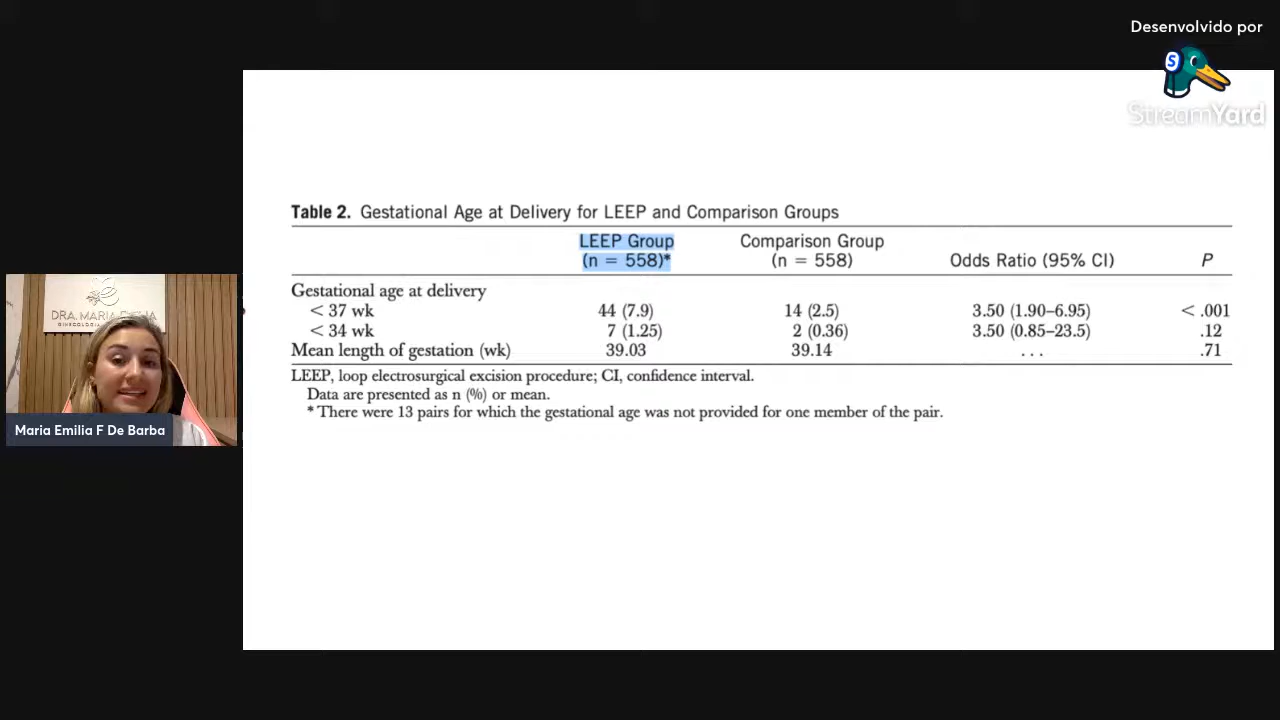 Desenvolvido por
S
StreamYard
Table 2. Gestational Age at Delivery for LEEP and Comparison Groups
LEEP Group Comparison Group
(n = 558)* (n = 558) Odds Ratio (95% CI) P
Gestational age at delivery
< 37 wk 44 (7.9) 14 (2.5) 3.50 (1.90–6.95) < .001
< 34 wk 7 (1.25) 2 (0.36) 3.50 (0.85–23.5) .12
Mean length of gestation (wk) 39.03 39.14 . . . .71
LEEP, loop electrosurgical excision procedure; CI, confidence interval.
Data are presented as n (%) or mean.
* There were 13 pairs for which the gestational age was not provided for one member of the pair.
DRA. MARIA
Maria Emilia F De Barba